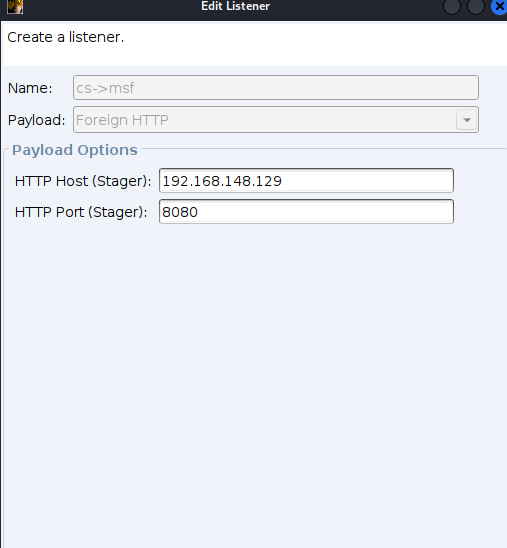 Edit Listener
Create a listener.
Name: cs->msf
Payload: Foreign HTTP
Payload Options
HTTP Host (Stager): 192.168.148.129
HTTP Port (Stager): 8080